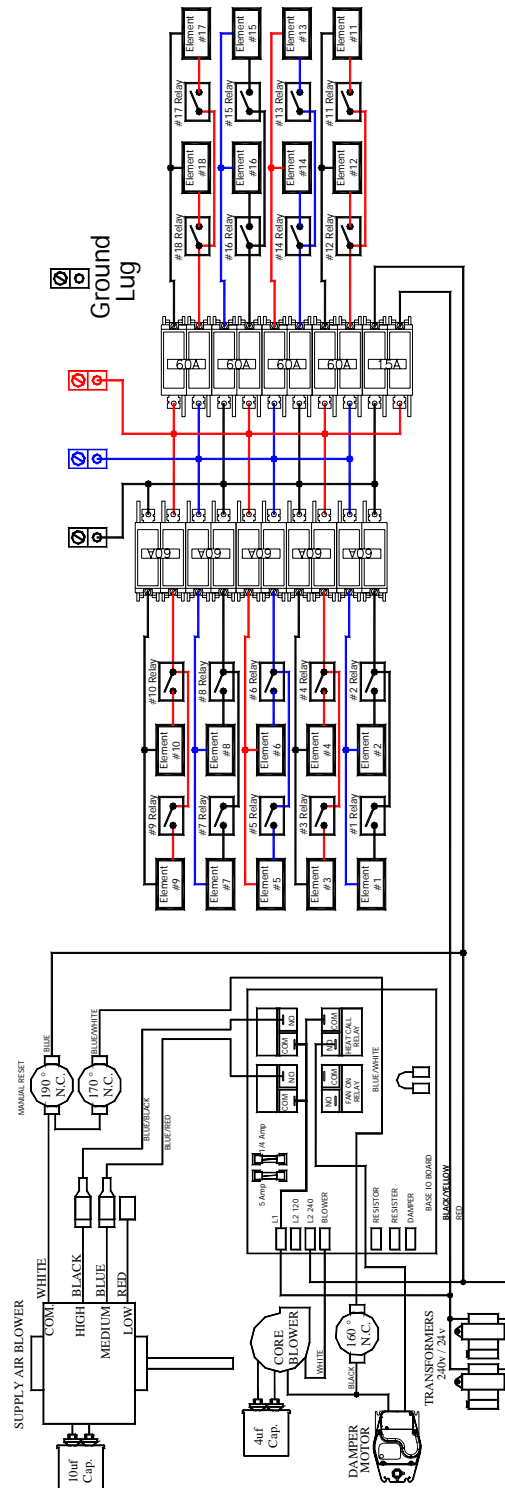 Element
#17
Element
#15
Element
#13
Element
#11
#17 Relay
#15 Relay
#13 Relay
#11 Relay
Element
#18
Element
#16
Element
#14
Element
#12
#18 Relay
#16 Relay
#14 Relay
#12 Relay
Ground
Lug
60A
60A
60A
60A
15A
60A
60A
60A
60A
60A
#10 Relay
#8 Relay
#6 Relay
#4 Relay
#2 Relay
Element
#10
Element
#8
Element
#6
Element
#4
Element
#2
#9 Relay
#7 Relay
#5 Relay
#3 Relay
#1 Relay
Element
#9
Element
#7
Element
#5
Element
#3
Element
#1
MANUAL RESET
190°
N.C.
BLUE
170°
N.C.
BLUE/WHITE
BLUE/BLACK
BLUE/RED
SUPPLY AIR BLOWER
COM.
HIGH
MEDIUM
LOW
WHITE
BLACK
BLUE
RED
10uf
Cap.
COM
NO
COM
NO
NO
COM
HEAT CALL
RELAY
NO
FAN ON
RELAY
BLUE/WHITE
5 Amp
1/4 Amp
L1
L2 120
L2 240
BLOWER
RESISTOR
RESISTER
DAMPER
BASE IO BOARD
BLACK/YELLOW
RED
CORE
BLOWER
WHITE
4uf
Cap.
160°
N.C.
BLACK
DAMPER
MOTOR
TRANSFORMERS
240v / 24v